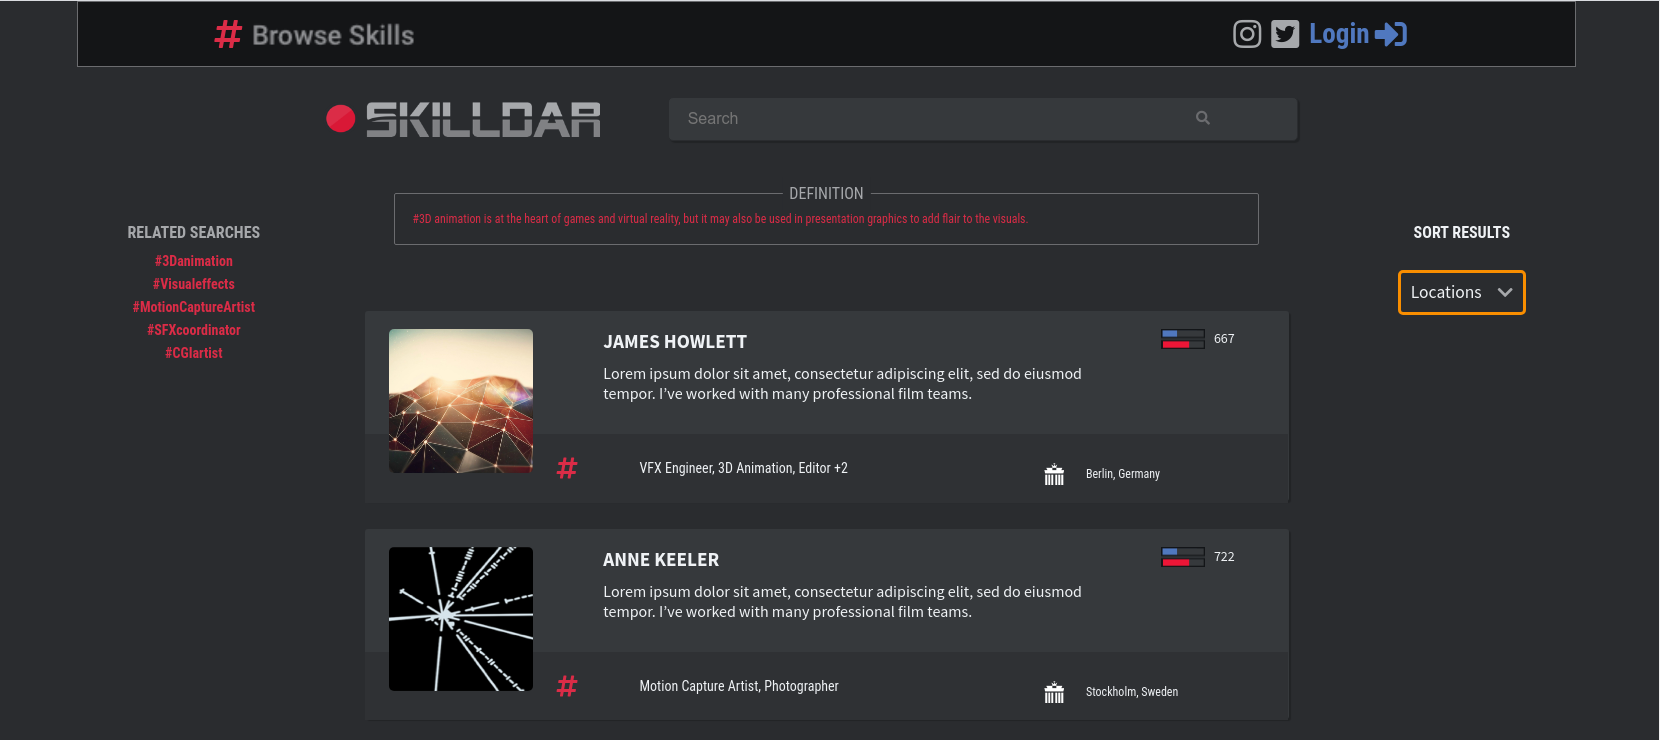 # Browse Skills
Login
SKILLDAR
Search
DEFINITION
#3D animation is at the heart of games and virtual reality, but it may also be used in presentation graphics to add flair to the visuals.
RELATED SEARCHES
#3Danimation
#Visualeffects
#MotionCaptureArtist
#SFXcoordinator
#CGIartist
SORT RESULTS
Locations
JAMES HOWLETT
667
Lorem ipsum dolor sit amet, consectetur adipiscing elit, sed do eiusmod
tempor. I've worked with many professional film teams.
# VFX Engineer, 3D Animation, Editor +2
Berlin, Germany
ANNE KEELER
722
Lorem ipsum dolor sit amet, consectetur adipiscing elit, sed do eiusmod
tempor. I've worked with many professional film teams.
# Motion Capture Artist, Photographer
Stockholm, Sweden